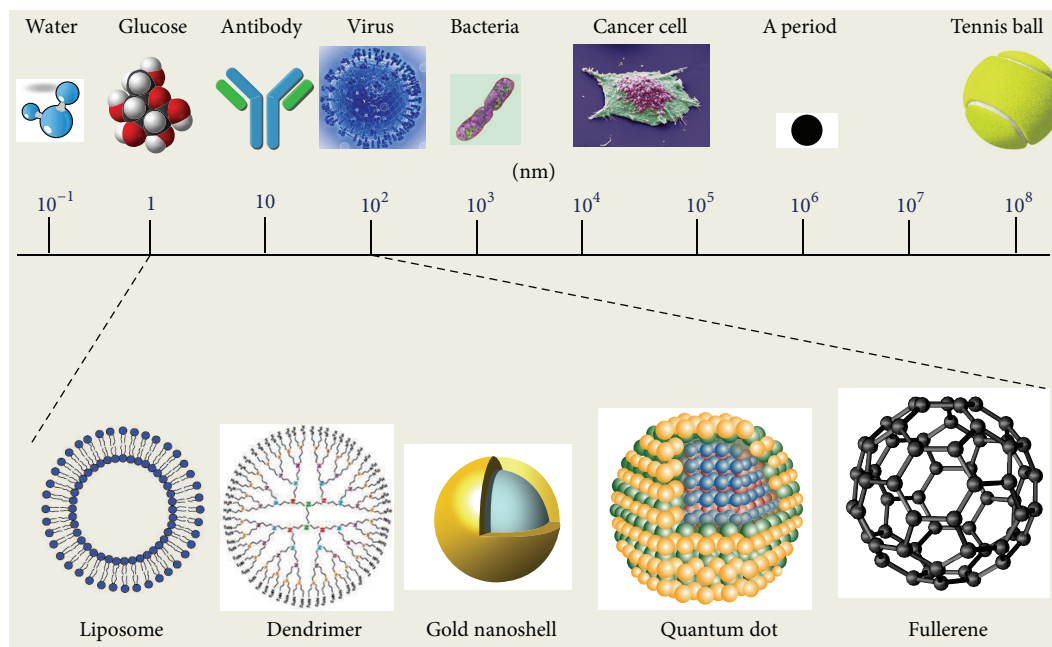 Water Glucose Antibody Virus Bacteria Cancer cell A period Tennis ball
(nm)
10⁻¹ 1 10 10² 10³ 10⁴ 10⁵ 10⁶ 10⁷ 10⁸
Liposome Dendrimer Gold nanoshell Quantum dot Fullerene